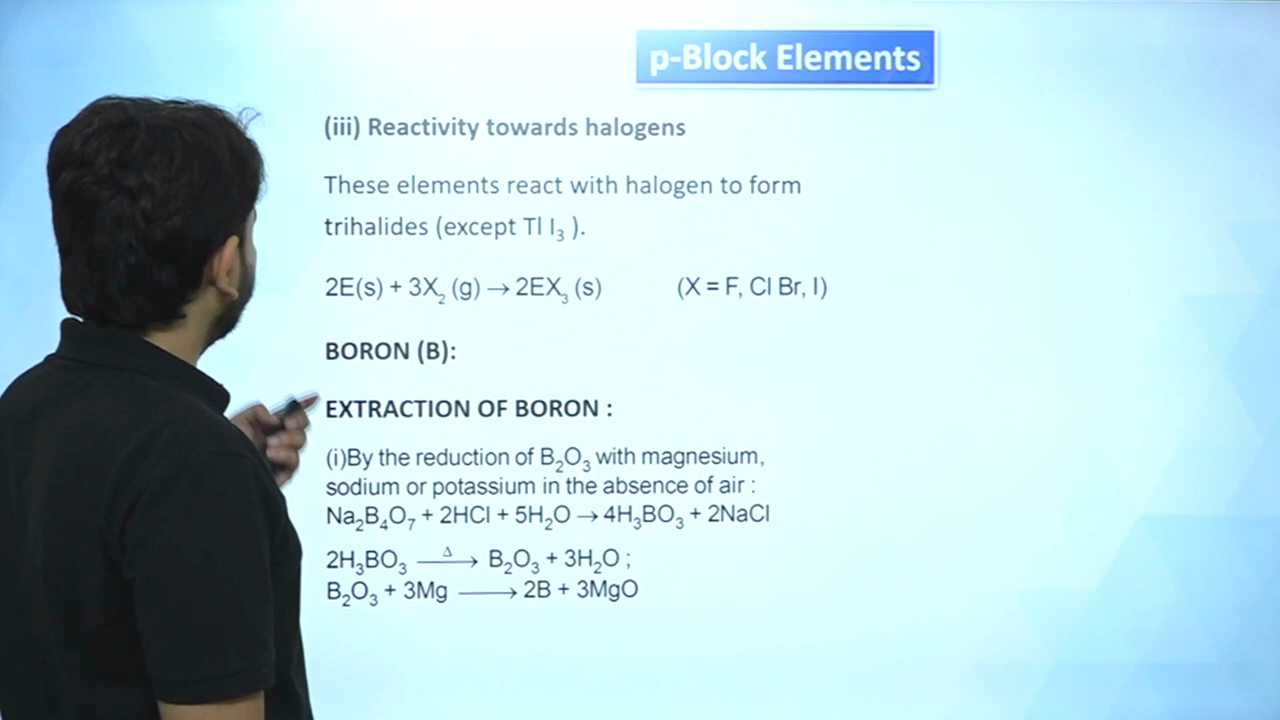 p-Block Elements
(iii) Reactivity towards halogens
These elements react with halogen to form
trihalides (except Tl I₃ ).
2E(s) + 3X₂ (g) → 2EX₃ (s) (X = F, Cl Br, I)
BORON (B):
EXTRACTION OF BORON :
(i)By the reduction of B₂O₃ with magnesium,
sodium or potassium in the absence of air :
Na₂B₄O₇ + 2HCl + 5H₂O → 4H₃BO₃ + 2NaCl
2H₃BO₃ —Δ→ B₂O₃ + 3H₂O ;
B₂O₃ + 3Mg ⟶ 2B + 3MgO